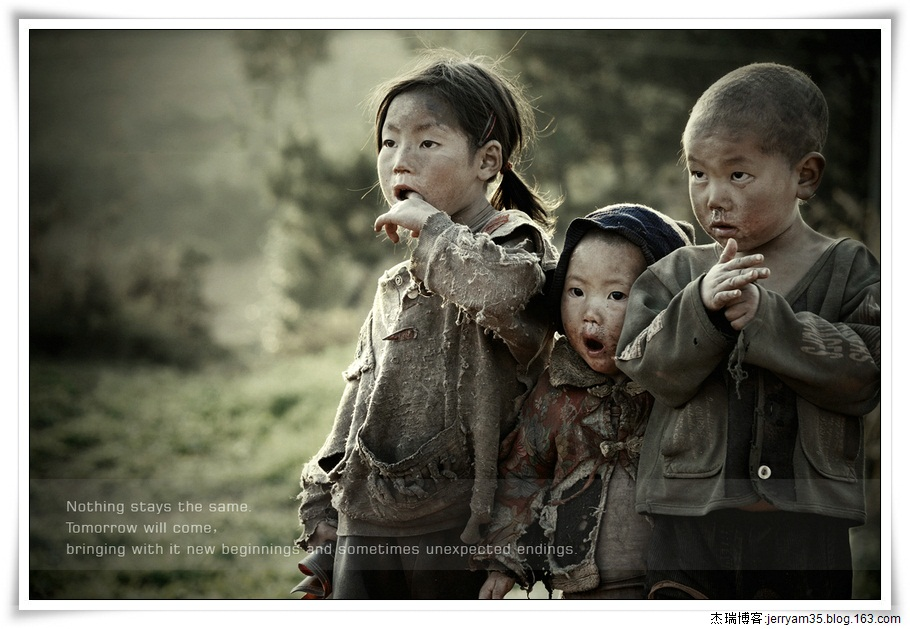 Nothing stays the same.
Tomorrow will come,
bringing with it new beginnings and sometimes unexpected endings.
杰瑞博客:jerryam35.blog.163.com